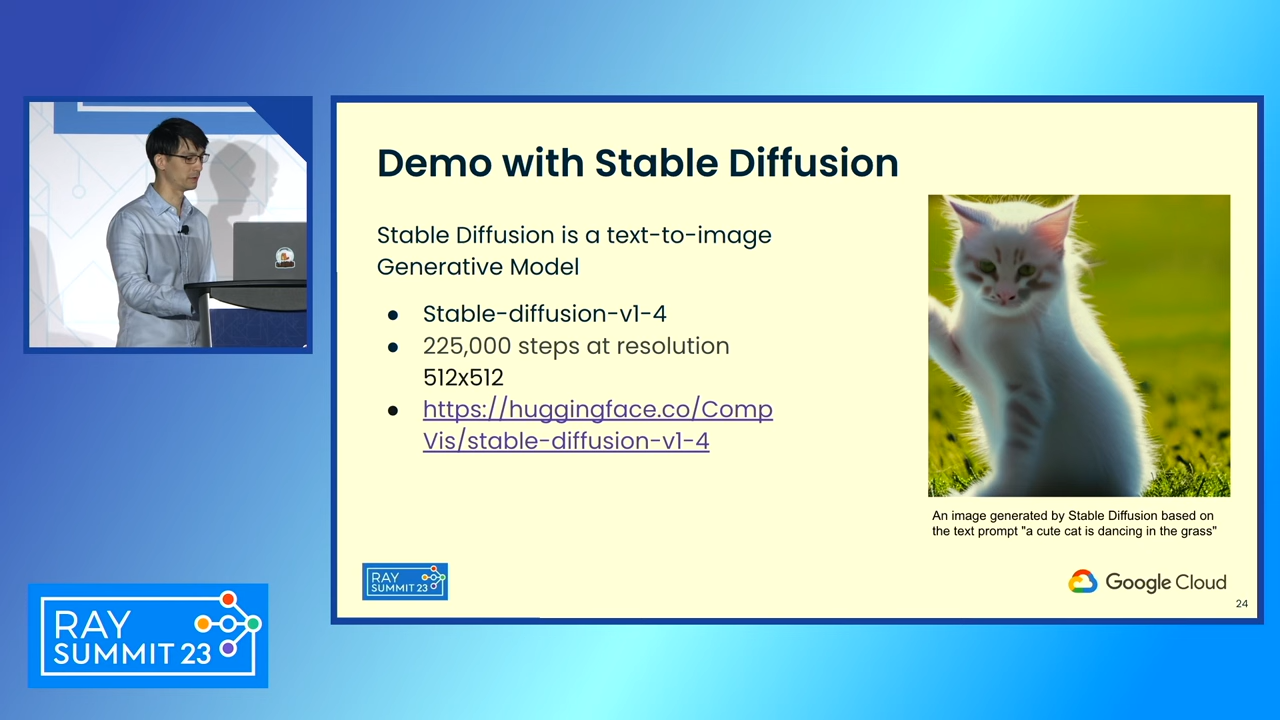 Demo with Stable Diffusion
Stable Diffusion is a text-to-image
Generative Model
● Stable-diffusion-v1-4
● 225,000 steps at resolution
512x512
● https://huggingface.co/Comp
Vis/stable-diffusion-v1-4
An image generated by Stable Diffusion based on
the text prompt "a cute cat is dancing in the grass"
RAY
SUMMIT 23
Google Cloud
24
RAY
SUMMIT 23